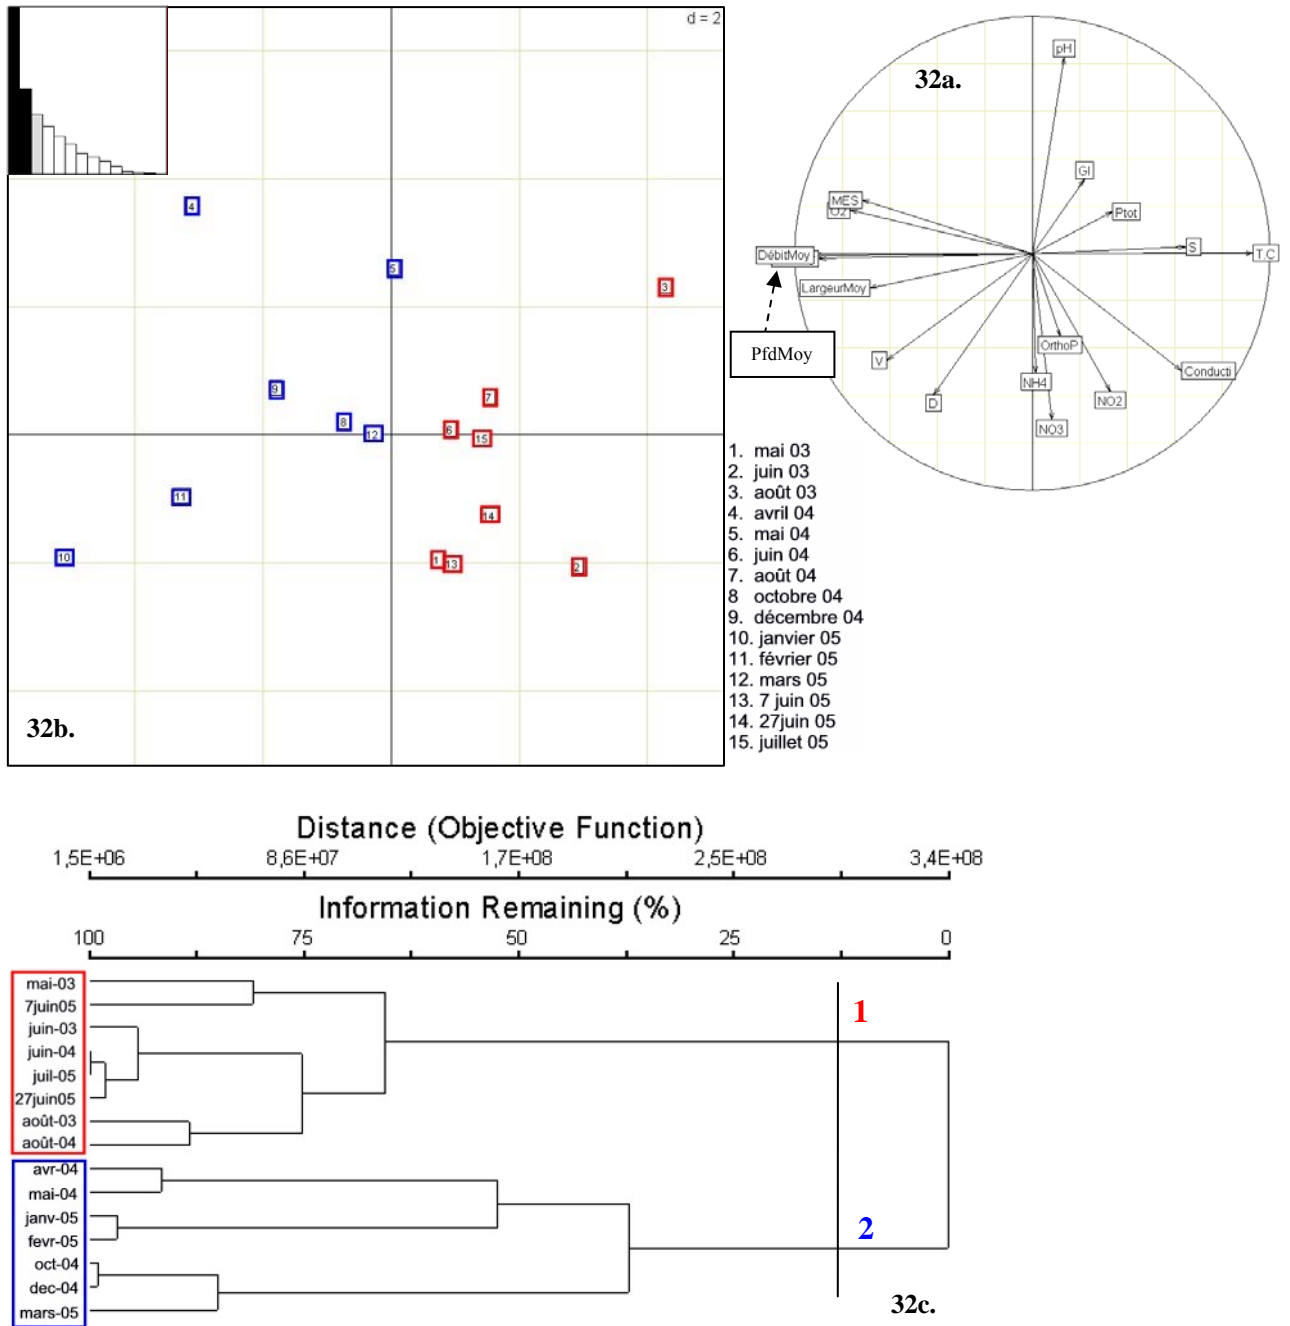 d = 2
4
5
3
9
7
8
6
12
15
11
14
10
1
13
2
32b.
32a.
pH
GI
MES
O2
Ptot
S
T.C
DébitMoy
LargeurMoy
PfdMoy
V
OrthoP
Conducti
NH4
NO2
D
NO3
1. mai 03
2. juin 03
3. août 03
4. avril 04
5. mai 04
6. juin 04
7. août 04
8 octobre 04
9. décembre 04
10. janvier 05
11. février 05
12. mars 05
13. 7 juin 05
14. 27juin 05
15. juillet 05
Distance (Objective Function)
1,5E+06 8,6E+07 1,7E+08 2,5E+08 3,4E+08
Information Remaining (%)
100 75 50 25 0
mai-03
7juin05
juin-03
juin-04
juil-05
27juin05
août-03
août-04
avr-04
mai-04
janv-05
fevr-05
oct-04
dec-04
mars-05
1
2
32c.